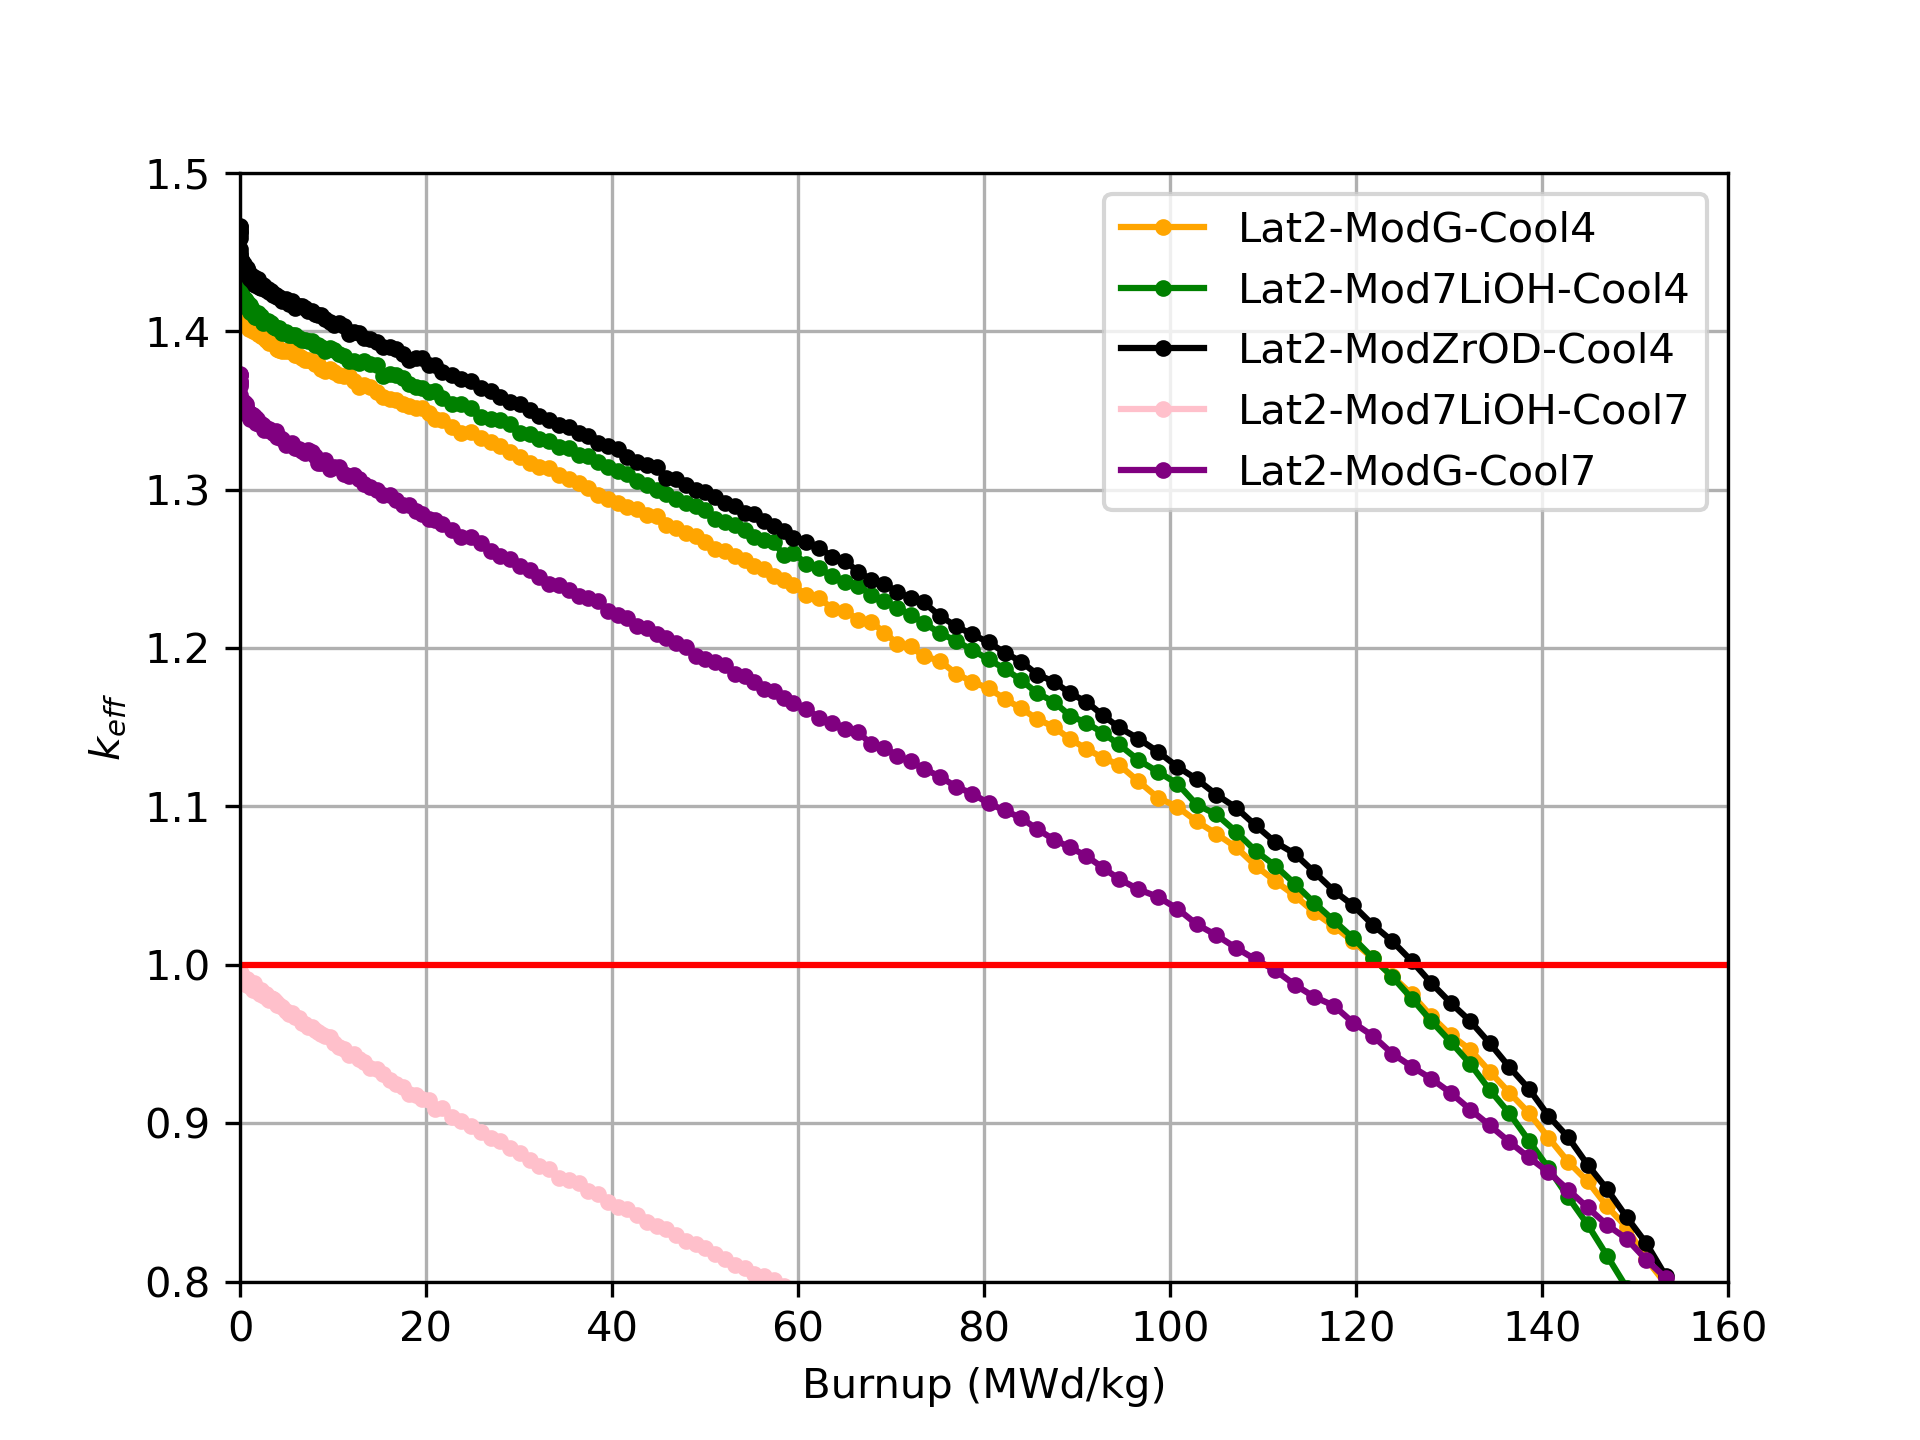 1.5
1.4
1.3
1.2
1.1
1.0
0.9
0.8
k_eff
Lat2-ModG-Cool4
Lat2-Mod7LiOH-Cool4
Lat2-ModZrOD-Cool4
Lat2-Mod7LiOH-Cool7
Lat2-ModG-Cool7
0 20 40 60 80 100 120 140 160
Burnup (MWd/kg)